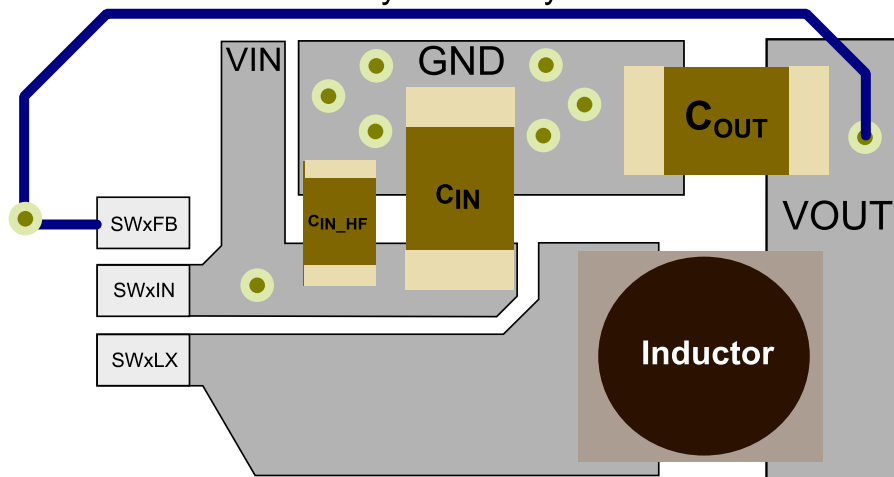 VIN
GND
COUT
CIN
CIN_HF
SWxFB
VOUT
SWxIN
SWxLX
Inductor